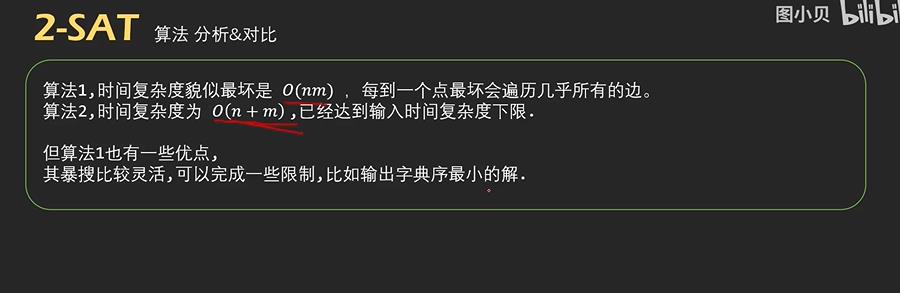 2-SAT 算法 分析&对比
图小贝 bilibil
算法1,时间复杂度貌似最坏是 O(nm) , 每到一个点最坏会遍历几乎所有的边。
算法2,时间复杂度为 O(n + m) ,已经达到输入时间复杂度下限.
但算法1也有一些优点,
其暴搜比较灵活,可以完成一些限制,比如输出字典序最小的解.